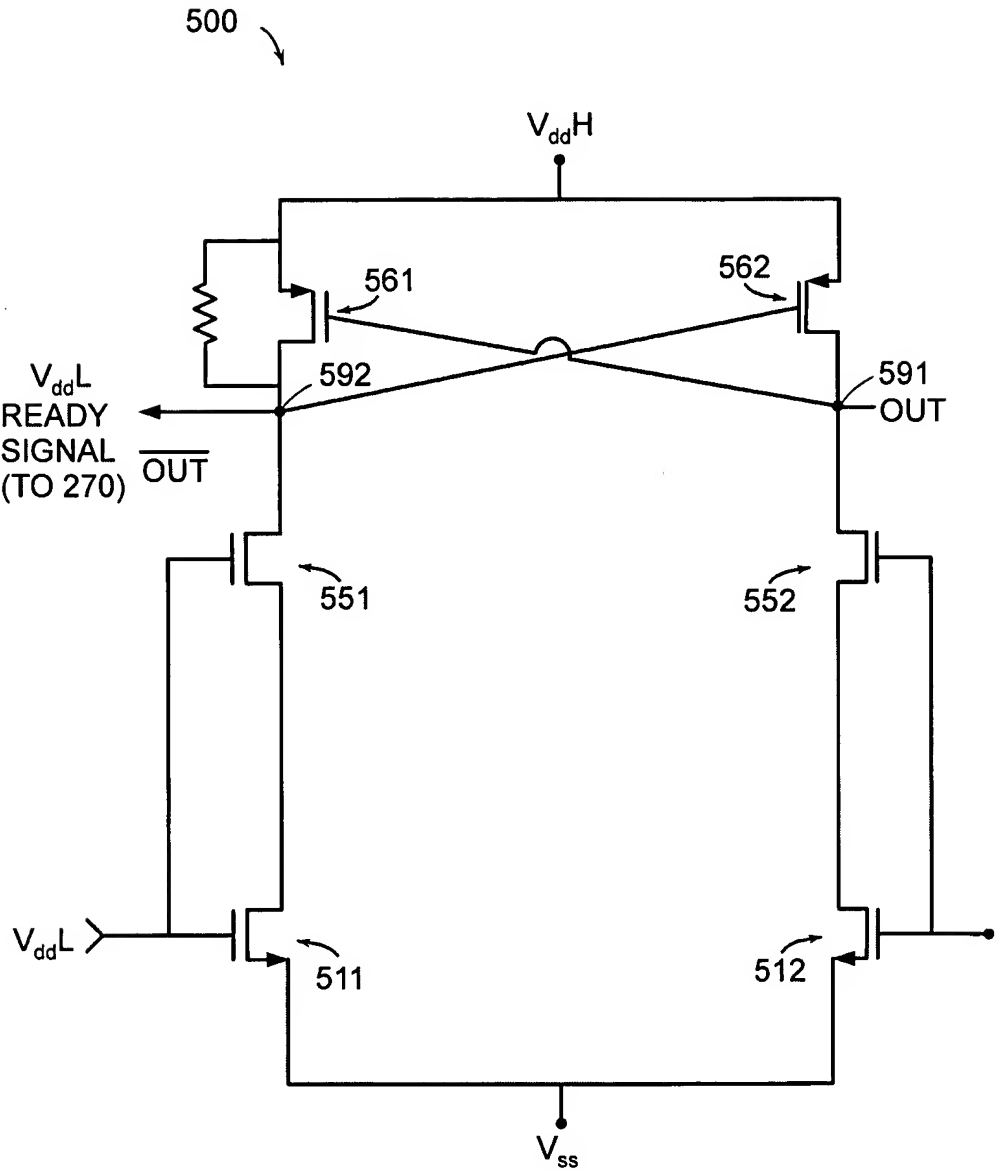 500
VddH
561
562
VddL
READY
SIGNAL
(TO 270)
OUT
592
591
OUT
551
552
VddL
511
512
Vss